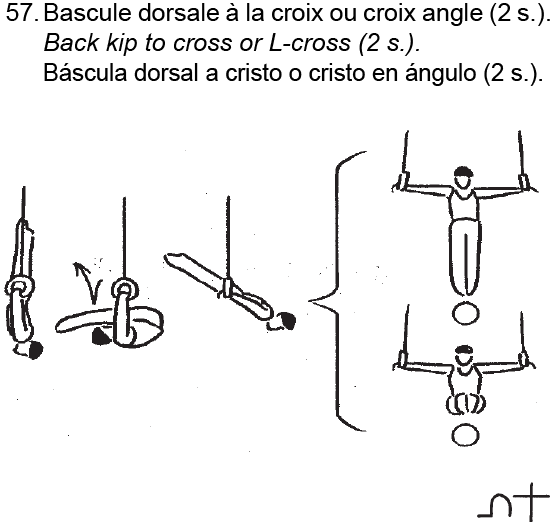 57. Bascule dorsale à la croix ou croix angle (2 s.).
Back kip to cross or L-cross (2 s.).
Báscula dorsal a cristo o cristo en ángulo (2 s.).